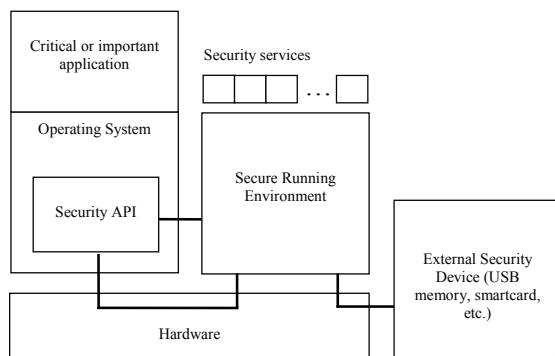 Critical or important
application
Security services
. . .
Operating System
Secure Running
Environment
Security API
External Security
Device (USB
memory, smartcard,
etc.)
Hardware